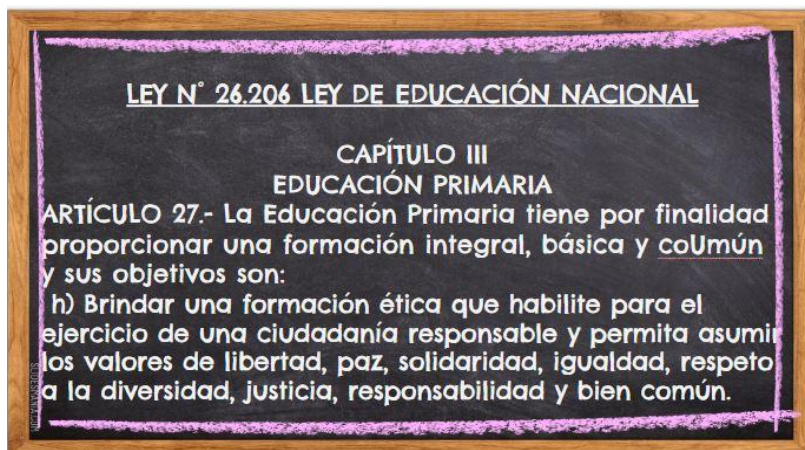 LEY N° 26.206 LEY DE EDUCACIÓN NACIONAL
CAPÍTULO III
EDUCACIÓN PRIMARIA
ARTÍCULO 27.- La Educación Primaria tiene por finalidad
proporcionar una formación integral, básica y coUmún
y sus objetivos son:
h) Brindar una formación ética que habilite para el
ejercicio de una ciudadanía responsable y permita asumir
los valores de libertad, paz, solidaridad, igualdad, respeto
a la diversidad, justicia, responsabilidad y bien común.
SLIDESMANIA.COM